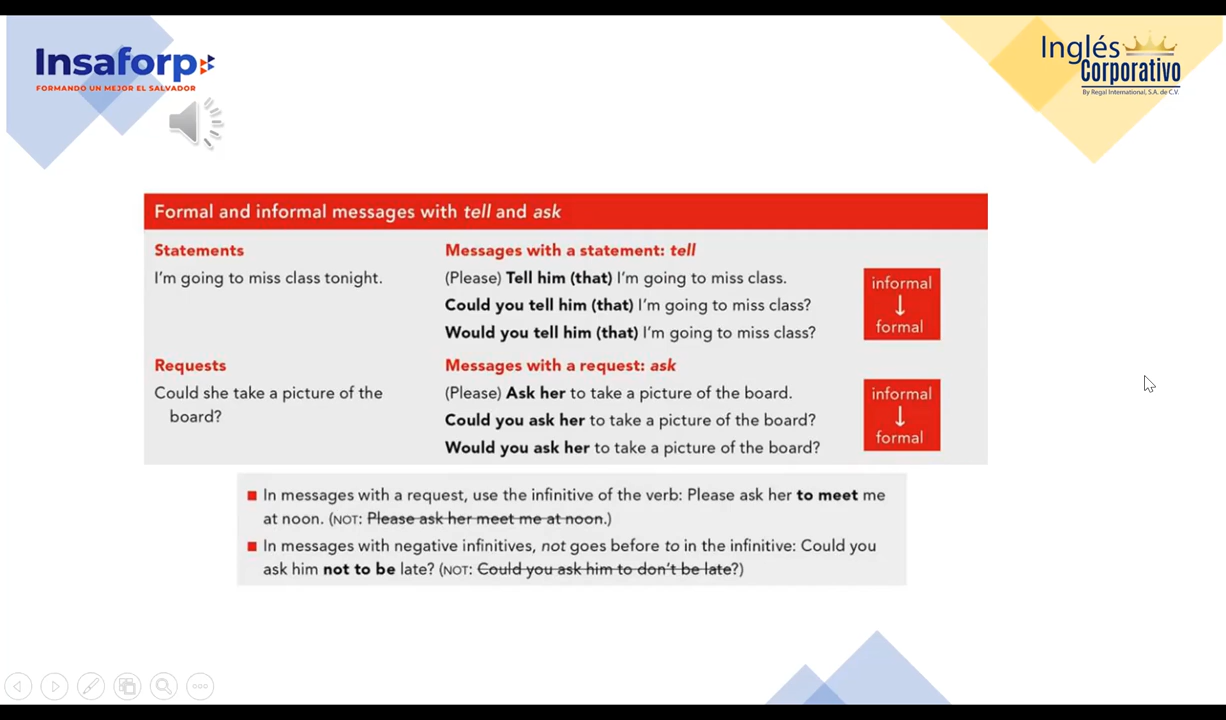 Insaforp
FORMANDO UN MEJOR EL SALVADOR
Inglés
Corporativo
By Regal International, S.A. de C.V.
Formal and informal messages with tell and ask
Statements
I'm going to miss class tonight.
Messages with a statement: tell
(Please) Tell him (that) I'm going to miss class.
Could you tell him (that) I'm going to miss class?
Would you tell him (that) I'm going to miss class?
informal
↓
formal
Requests
Could she take a picture of the
board?
Messages with a request: ask
(Please) Ask her to take a picture of the board.
Could you ask her to take a picture of the board?
Would you ask her to take a picture of the board?
informal
↓
formal
■ In messages with a request, use the infinitive of the verb: Please ask her to meet me
at noon. (NOT: Please ask her meet me at noon.)
■ In messages with negative infinitives, not goes before to in the infinitive: Could you
ask him not to be late? (NOT: Could you ask him to don't be late?)